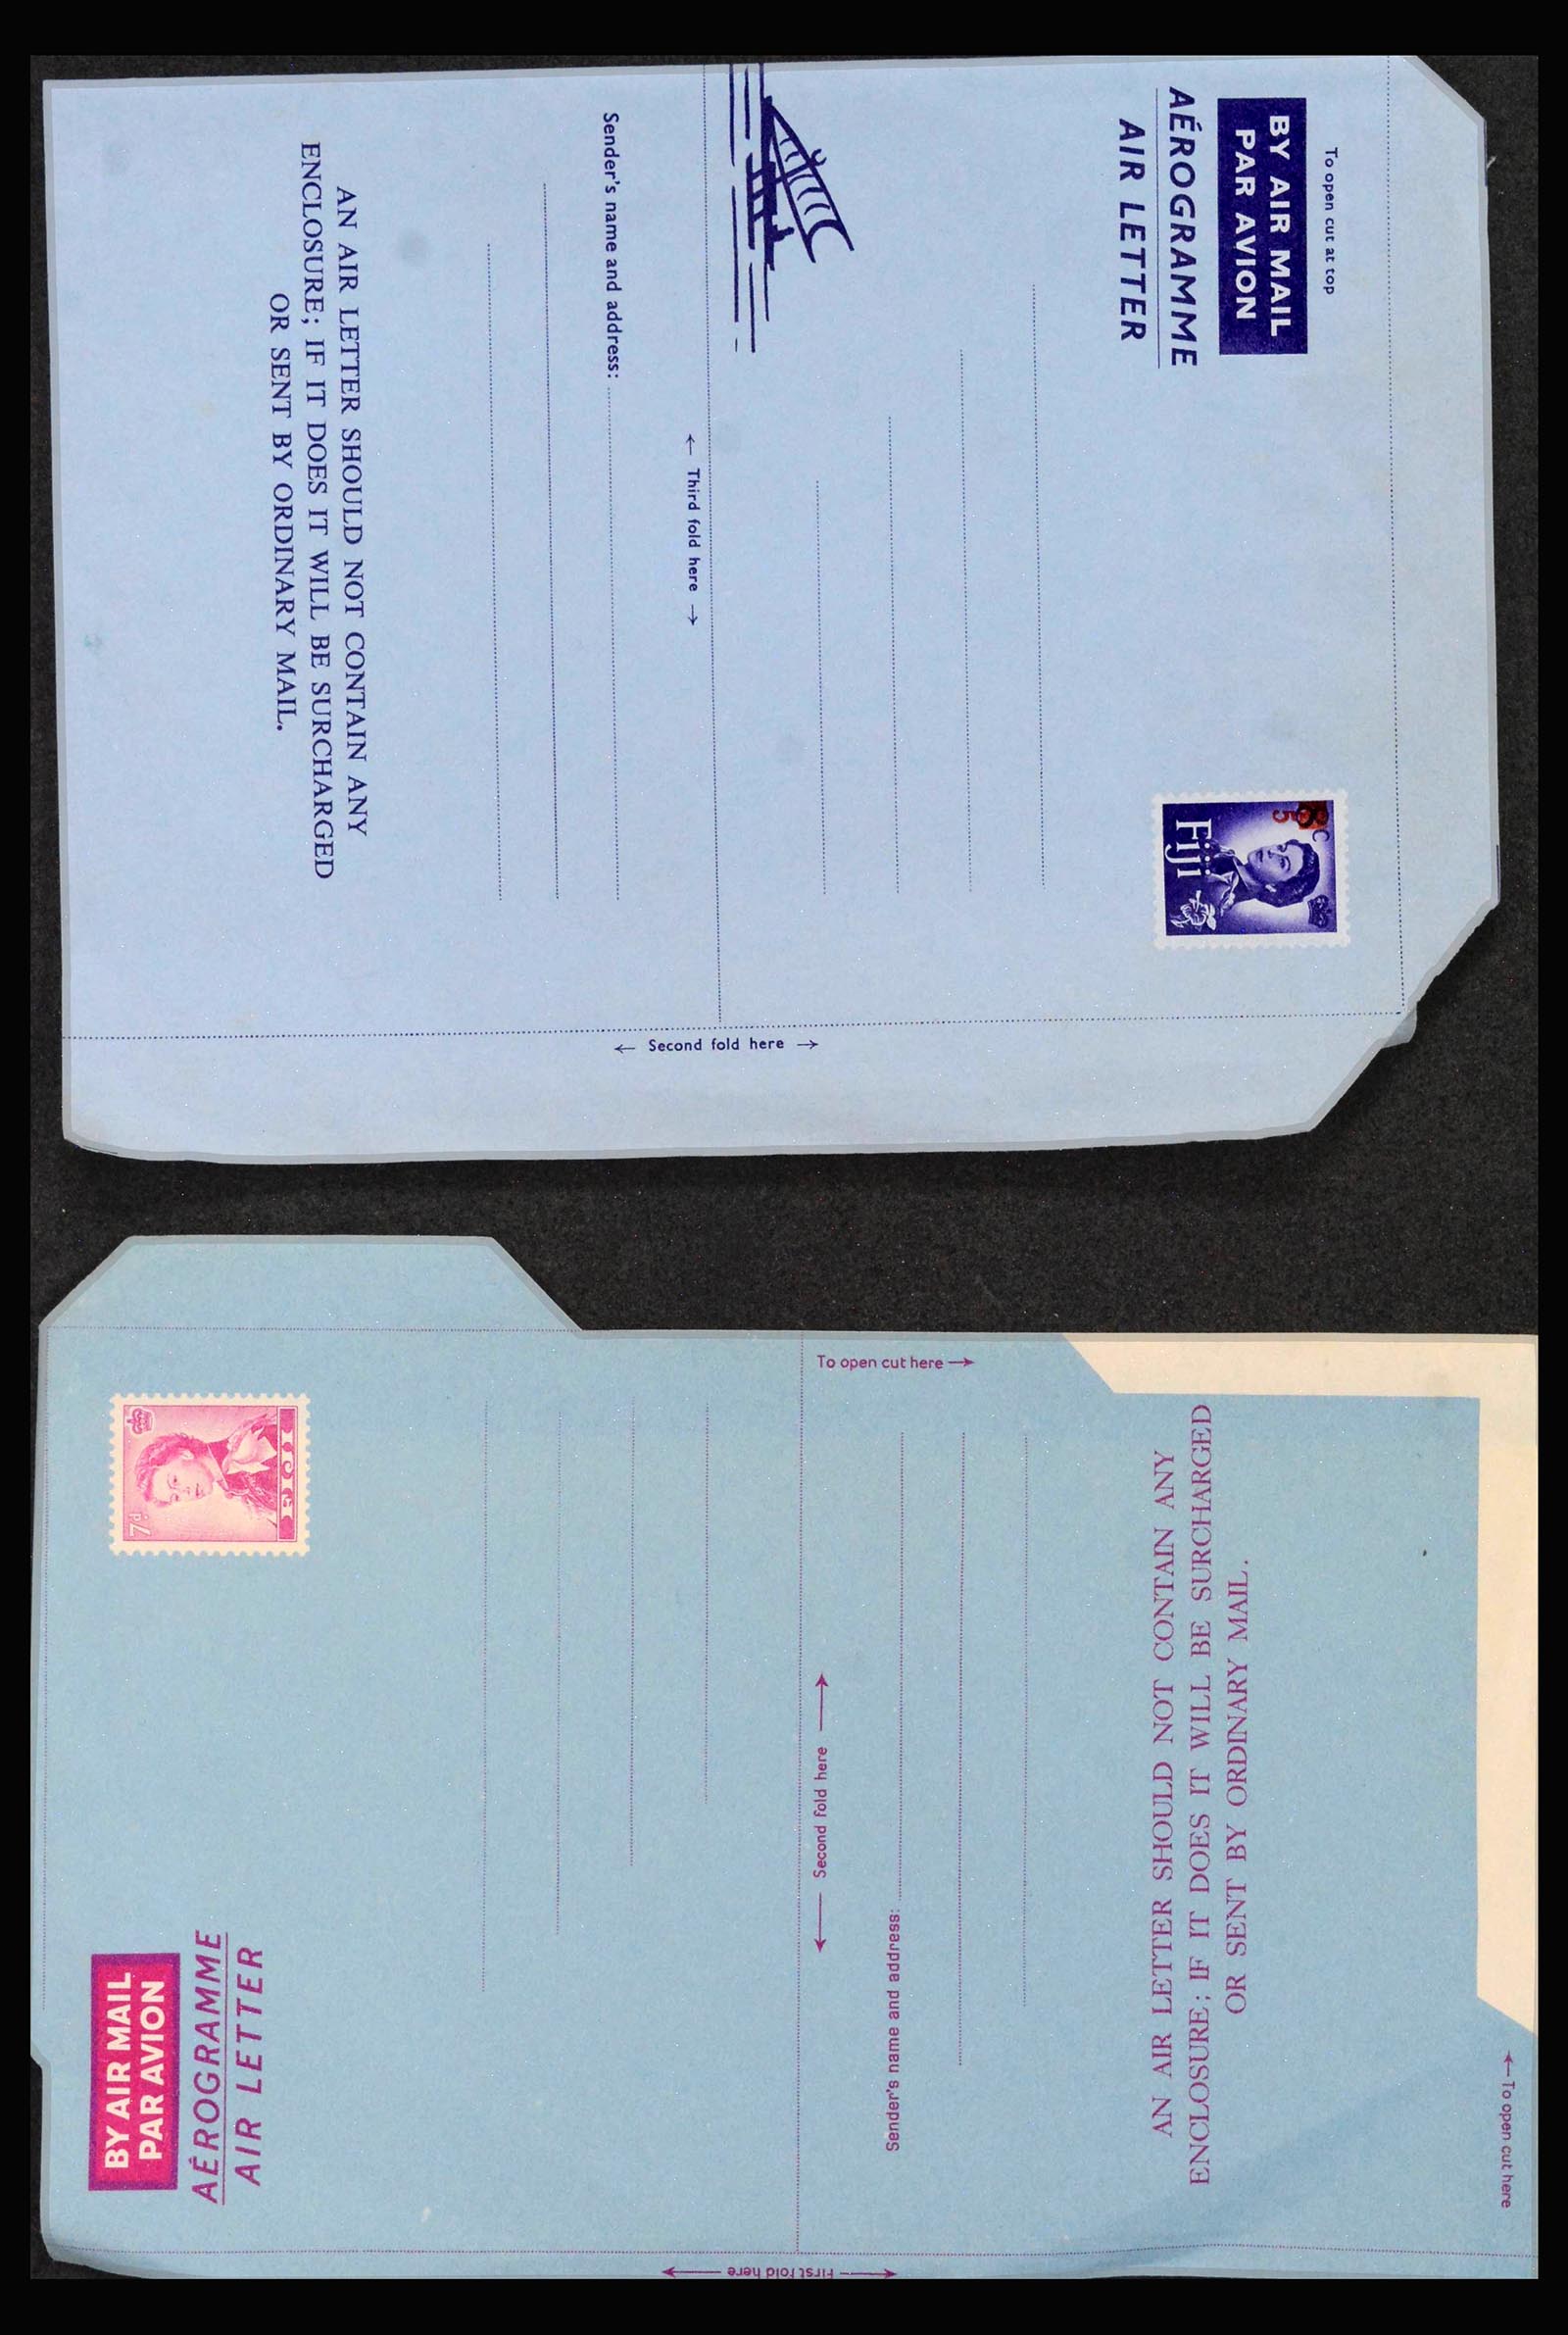 To open cut at top
BY AIR MAIL
PAR AVION
AÉROGRAMME
AIR LETTER
8c
5
Fiji
← Third fold here →
Sender's name and address:
AN AIR LETTER SHOULD NOT CONTAIN ANY
ENCLOSURE; IF IT DOES IT WILL BE SURCHARGED
OR SENT BY ORDINARY MAIL.
← Second fold here →
BY AIR MAIL
PAR AVION
AÉROGRAMME
AIR LETTER
FIJI
To open cut here →
← Second fold here →
Sender's name and address:
AN AIR LETTER SHOULD NOT CONTAIN ANY
ENCLOSURE; IF IT DOES IT WILL BE SURCHARGED
OR SENT BY ORDINARY MAIL.
← To open cut here
← First fold here →